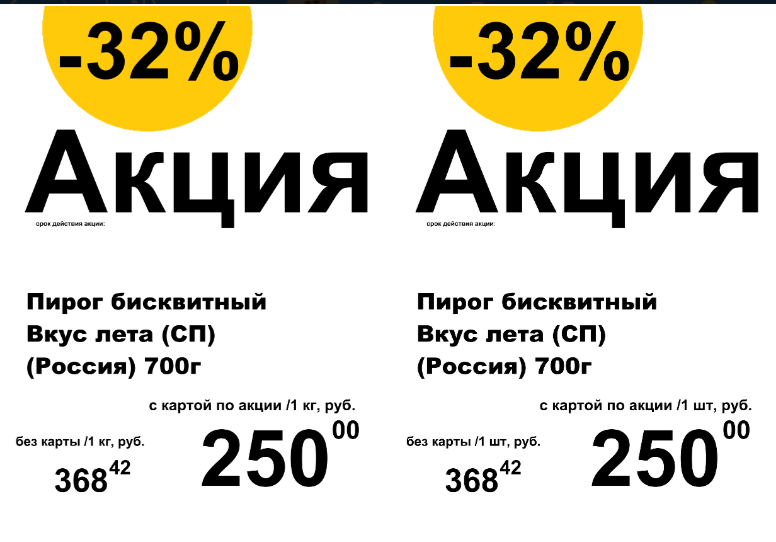 -32%
Акция
срок действия акции:
Пирог бисквитный
Вкус лета (СП)
(Россия) 700г
с картой по акции /1 кг, руб.
без карты /1 кг, руб.
250 00
368 42
-32%
Акция
срок действия акции:
Пирог бисквитный
Вкус лета (СП)
(Россия) 700г
с картой по акции /1 шт, руб.
без карты /1 шт, руб.
250 00
368 42